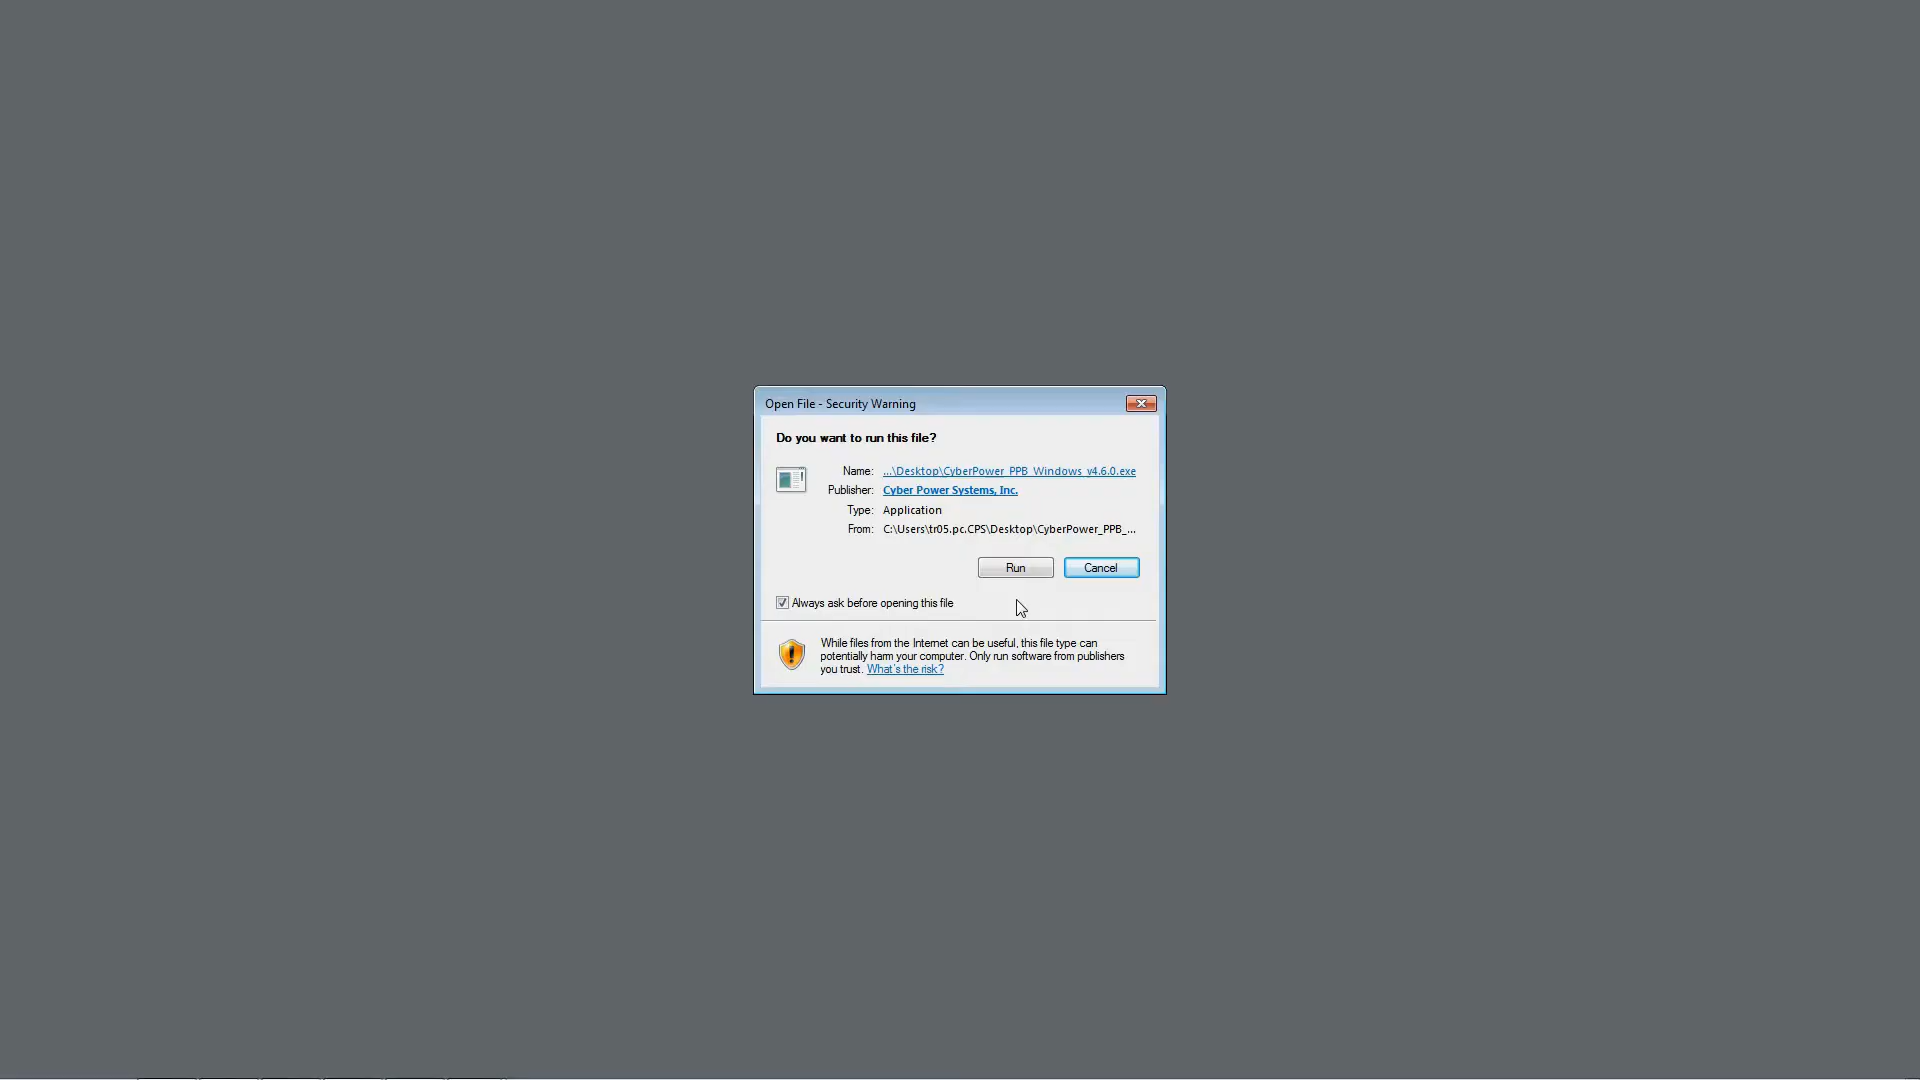 Open File - Security Warning
Do you want to run this file?
Name: ...\Desktop\CyberPower_PPB_Windows_v4.6.0.exe
Publisher: Cyber Power Systems, Inc.
Type: Application
From: C:\Users\tr05.pc.CPS\Desktop\CyberPower_PPB_...
Run Cancel
Always ask before opening this file
While files from the Internet can be useful, this file type can
potentially harm your computer. Only run software from publishers
you trust. What's the risk?